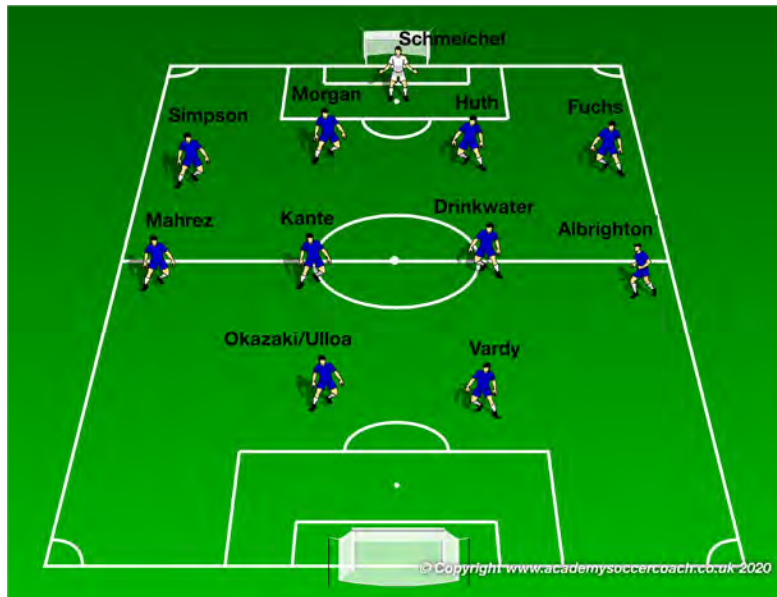 Schmeichel
Morgan
Huth
Fuchs
Simpson
Mahrez
Kante
Drinkwater
Albrighton
Okazaki/Ulloa
Vardy
© Copyright www.academysoccercoach.co.uk 2020